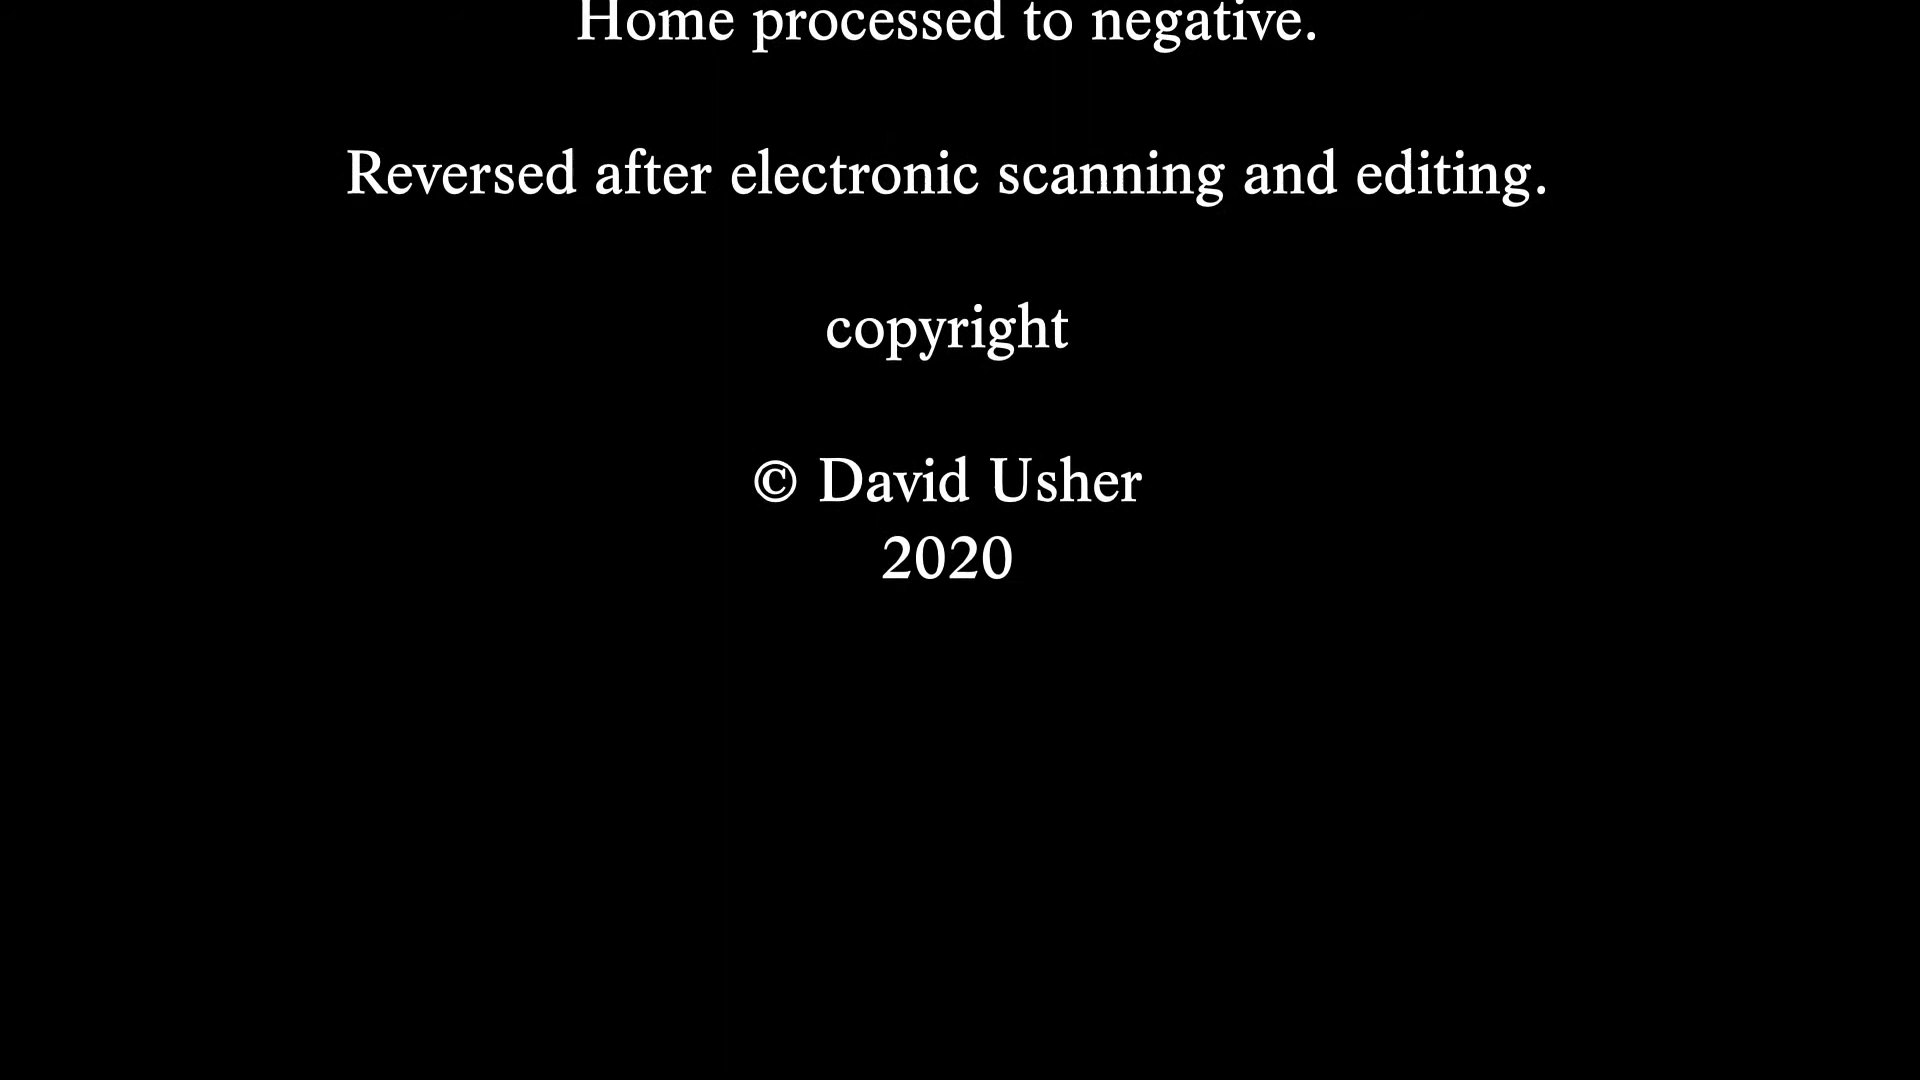 Home processed to negative.
Reversed after electronic scanning and editing.
copyright
© David Usher
2020